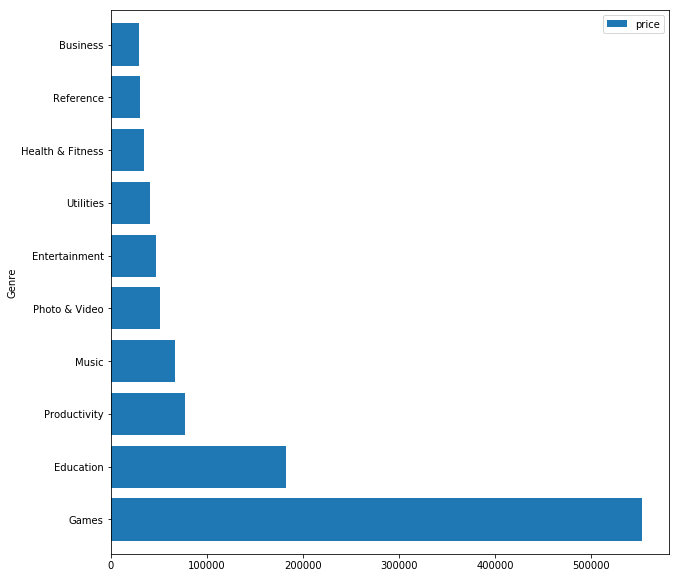 price
Business
Reference
Health & Fitness
Utilities
Entertainment
Photo & Video
Music
Productivity
Education
Games
Genre
0 100000 200000 300000 400000 500000